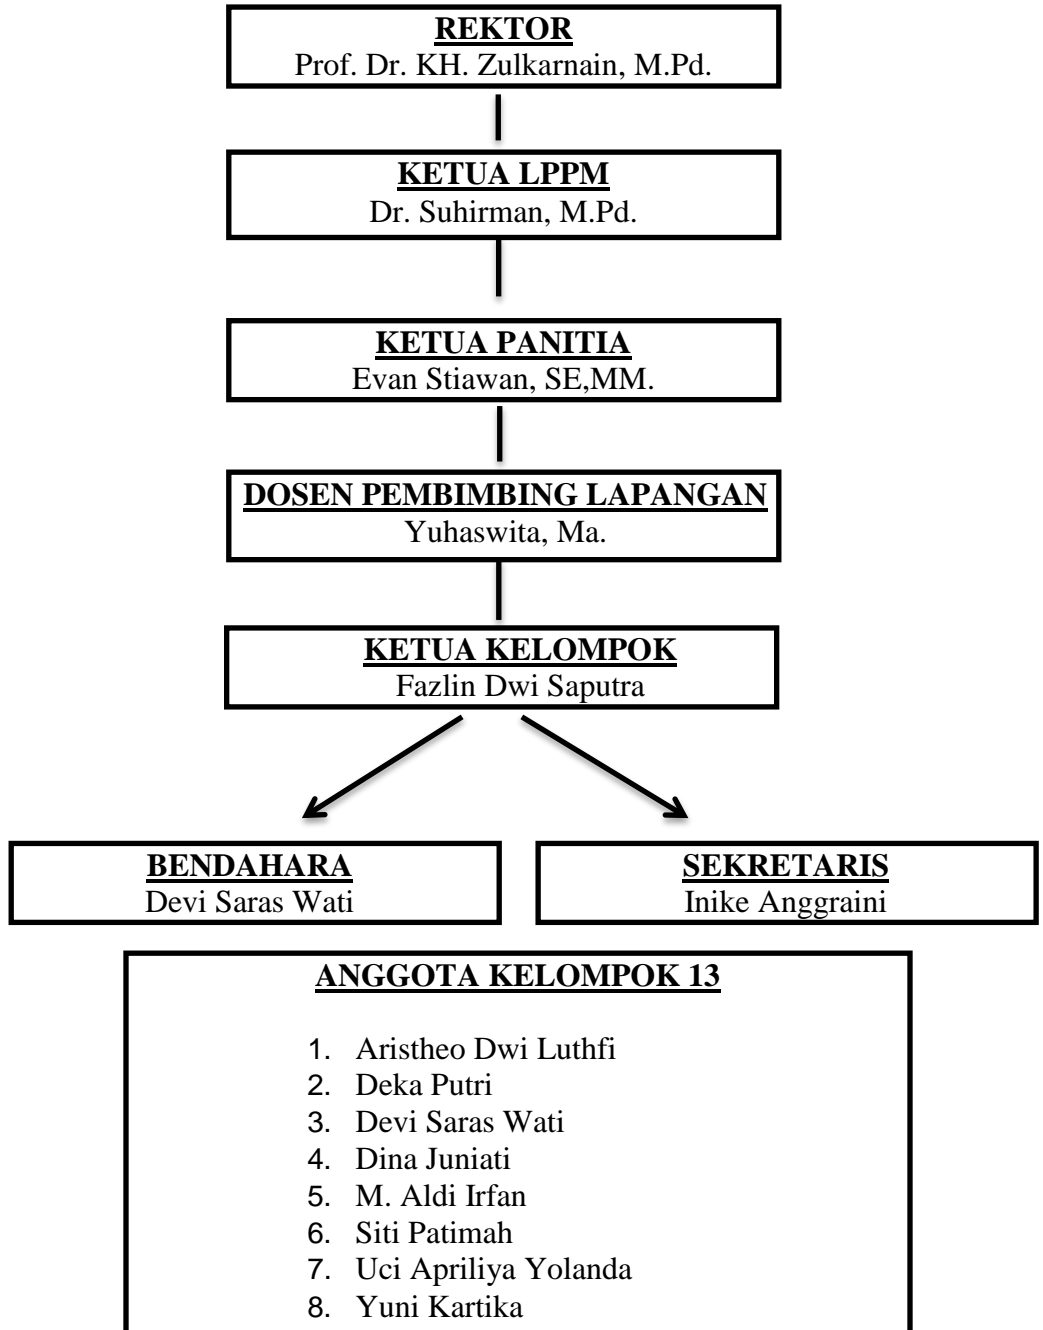 REKTOR
Prof. Dr. KH. Zulkarnain, M.Pd.
KETUA LPPM
Dr. Suhirman, M.Pd.
KETUA PANITIA
Evan Stiawan, SE,MM.
DOSEN PEMBIMBING LAPANGAN
Yuhaswita, Ma.
KETUA KELOMPOK
Fazlin Dwi Saputra
BENDAHARA
Devi Saras Wati
SEKRETARIS
Inike Anggraini
ANGGOTA KELOMPOK 13
1. Aristheo Dwi Luthfi
2. Deka Putri
3. Devi Saras Wati
4. Dina Juniati
5. M. Aldi Irfan
6. Siti Patimah
7. Uci Apriliya Yolanda
8. Yuni Kartika